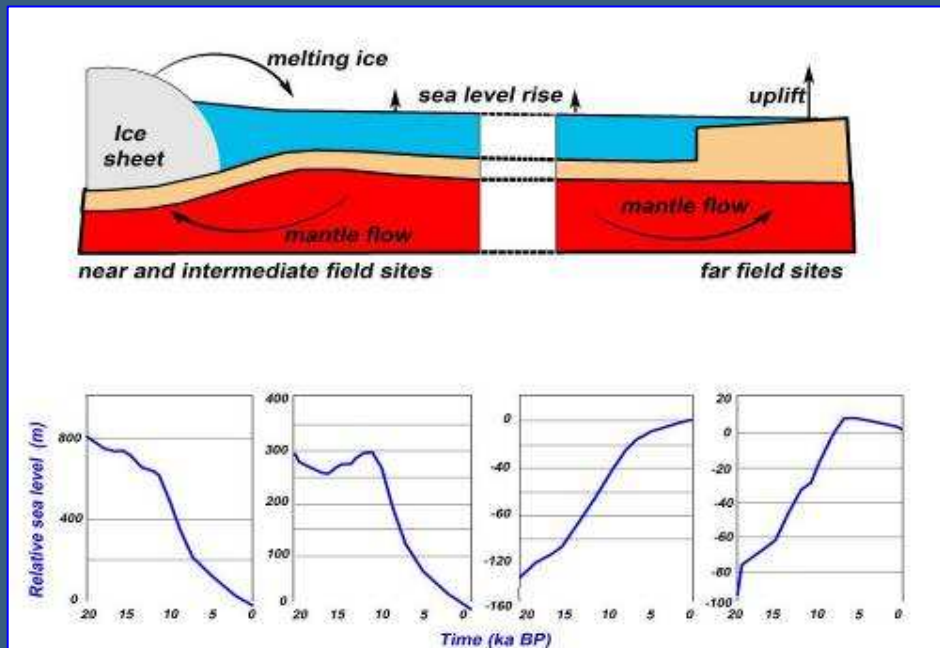 melting ice
sea level rise
uplift
Ice
sheet
mantle flow
mantle flow
near and intermediate field sites
far field sites
Relative sea level (m)
800
400
0
20 15 10 5 0
400
300
200
100
0
20 15 10 5 0
0
-40
-80
-120
-160
20 15 10 5 0
20
0
-20
-40
-60
-80
-100
20 15 10 5 0
Time (ka BP)